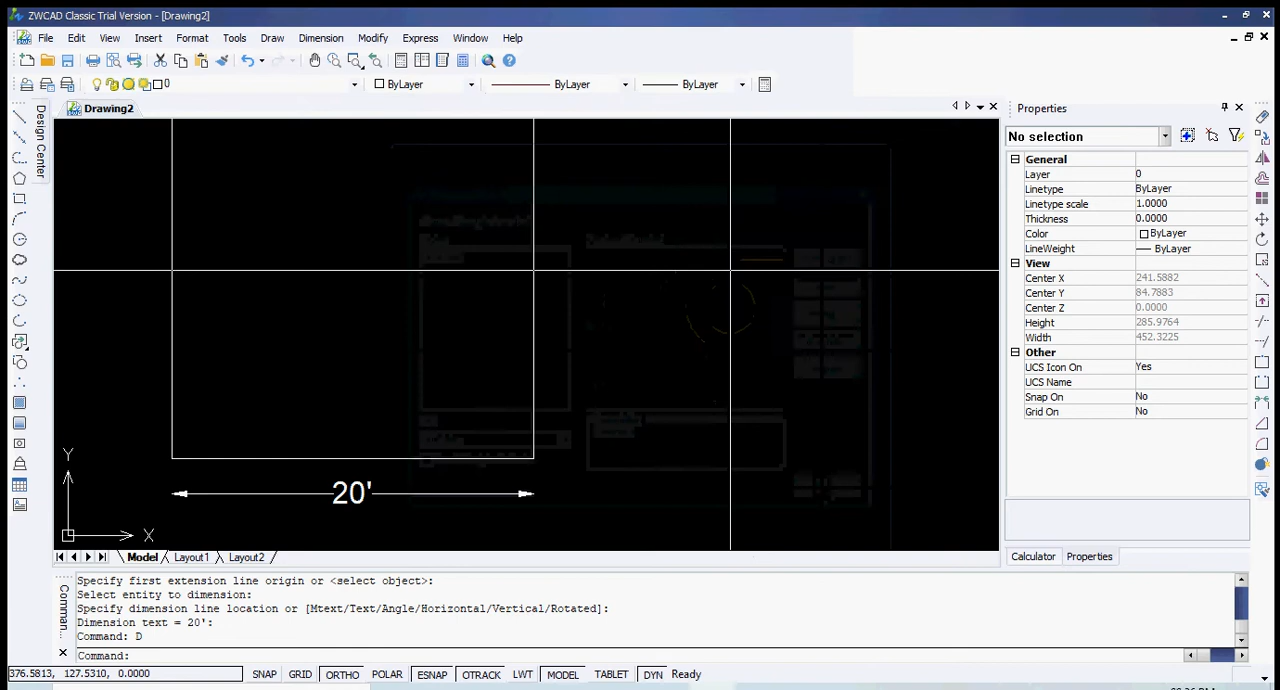 ZWCAD Classic Trial Version - [Drawing2]
File Edit View Insert Format Tools Draw Dimension Modify Express Window Help
0 ByLayer ByLayer ByLayer
Drawing2
Design Center
Properties
No selection
General
Layer 0
Linetype ByLayer
Linetype scale 1.0000
Thickness 0.0000
Color ByLayer
LineWeight ByLayer
View
Center X 241.5882
Center Y 84.7883
Center Z 0.0000
Height 285.9764
Width 452.3225
Other
UCS Icon On Yes
UCS Name
Snap On No
Grid On No
20'
Y
X
Model Layout1 Layout2
Calculator Properties
Comman...
Specify first extension line origin or <select object>:
Select entity to dimension:
Specify dimension line location or [Mtext/Text/Angle/Horizontal/Vertical/Rotated]:
Dimension text = 20':
Command: D
Command:
376.5813, 127.5310, 0.0000 SNAP GRID ORTHO POLAR ESNAP OTRACK LWT MODEL TABLET DYN Ready